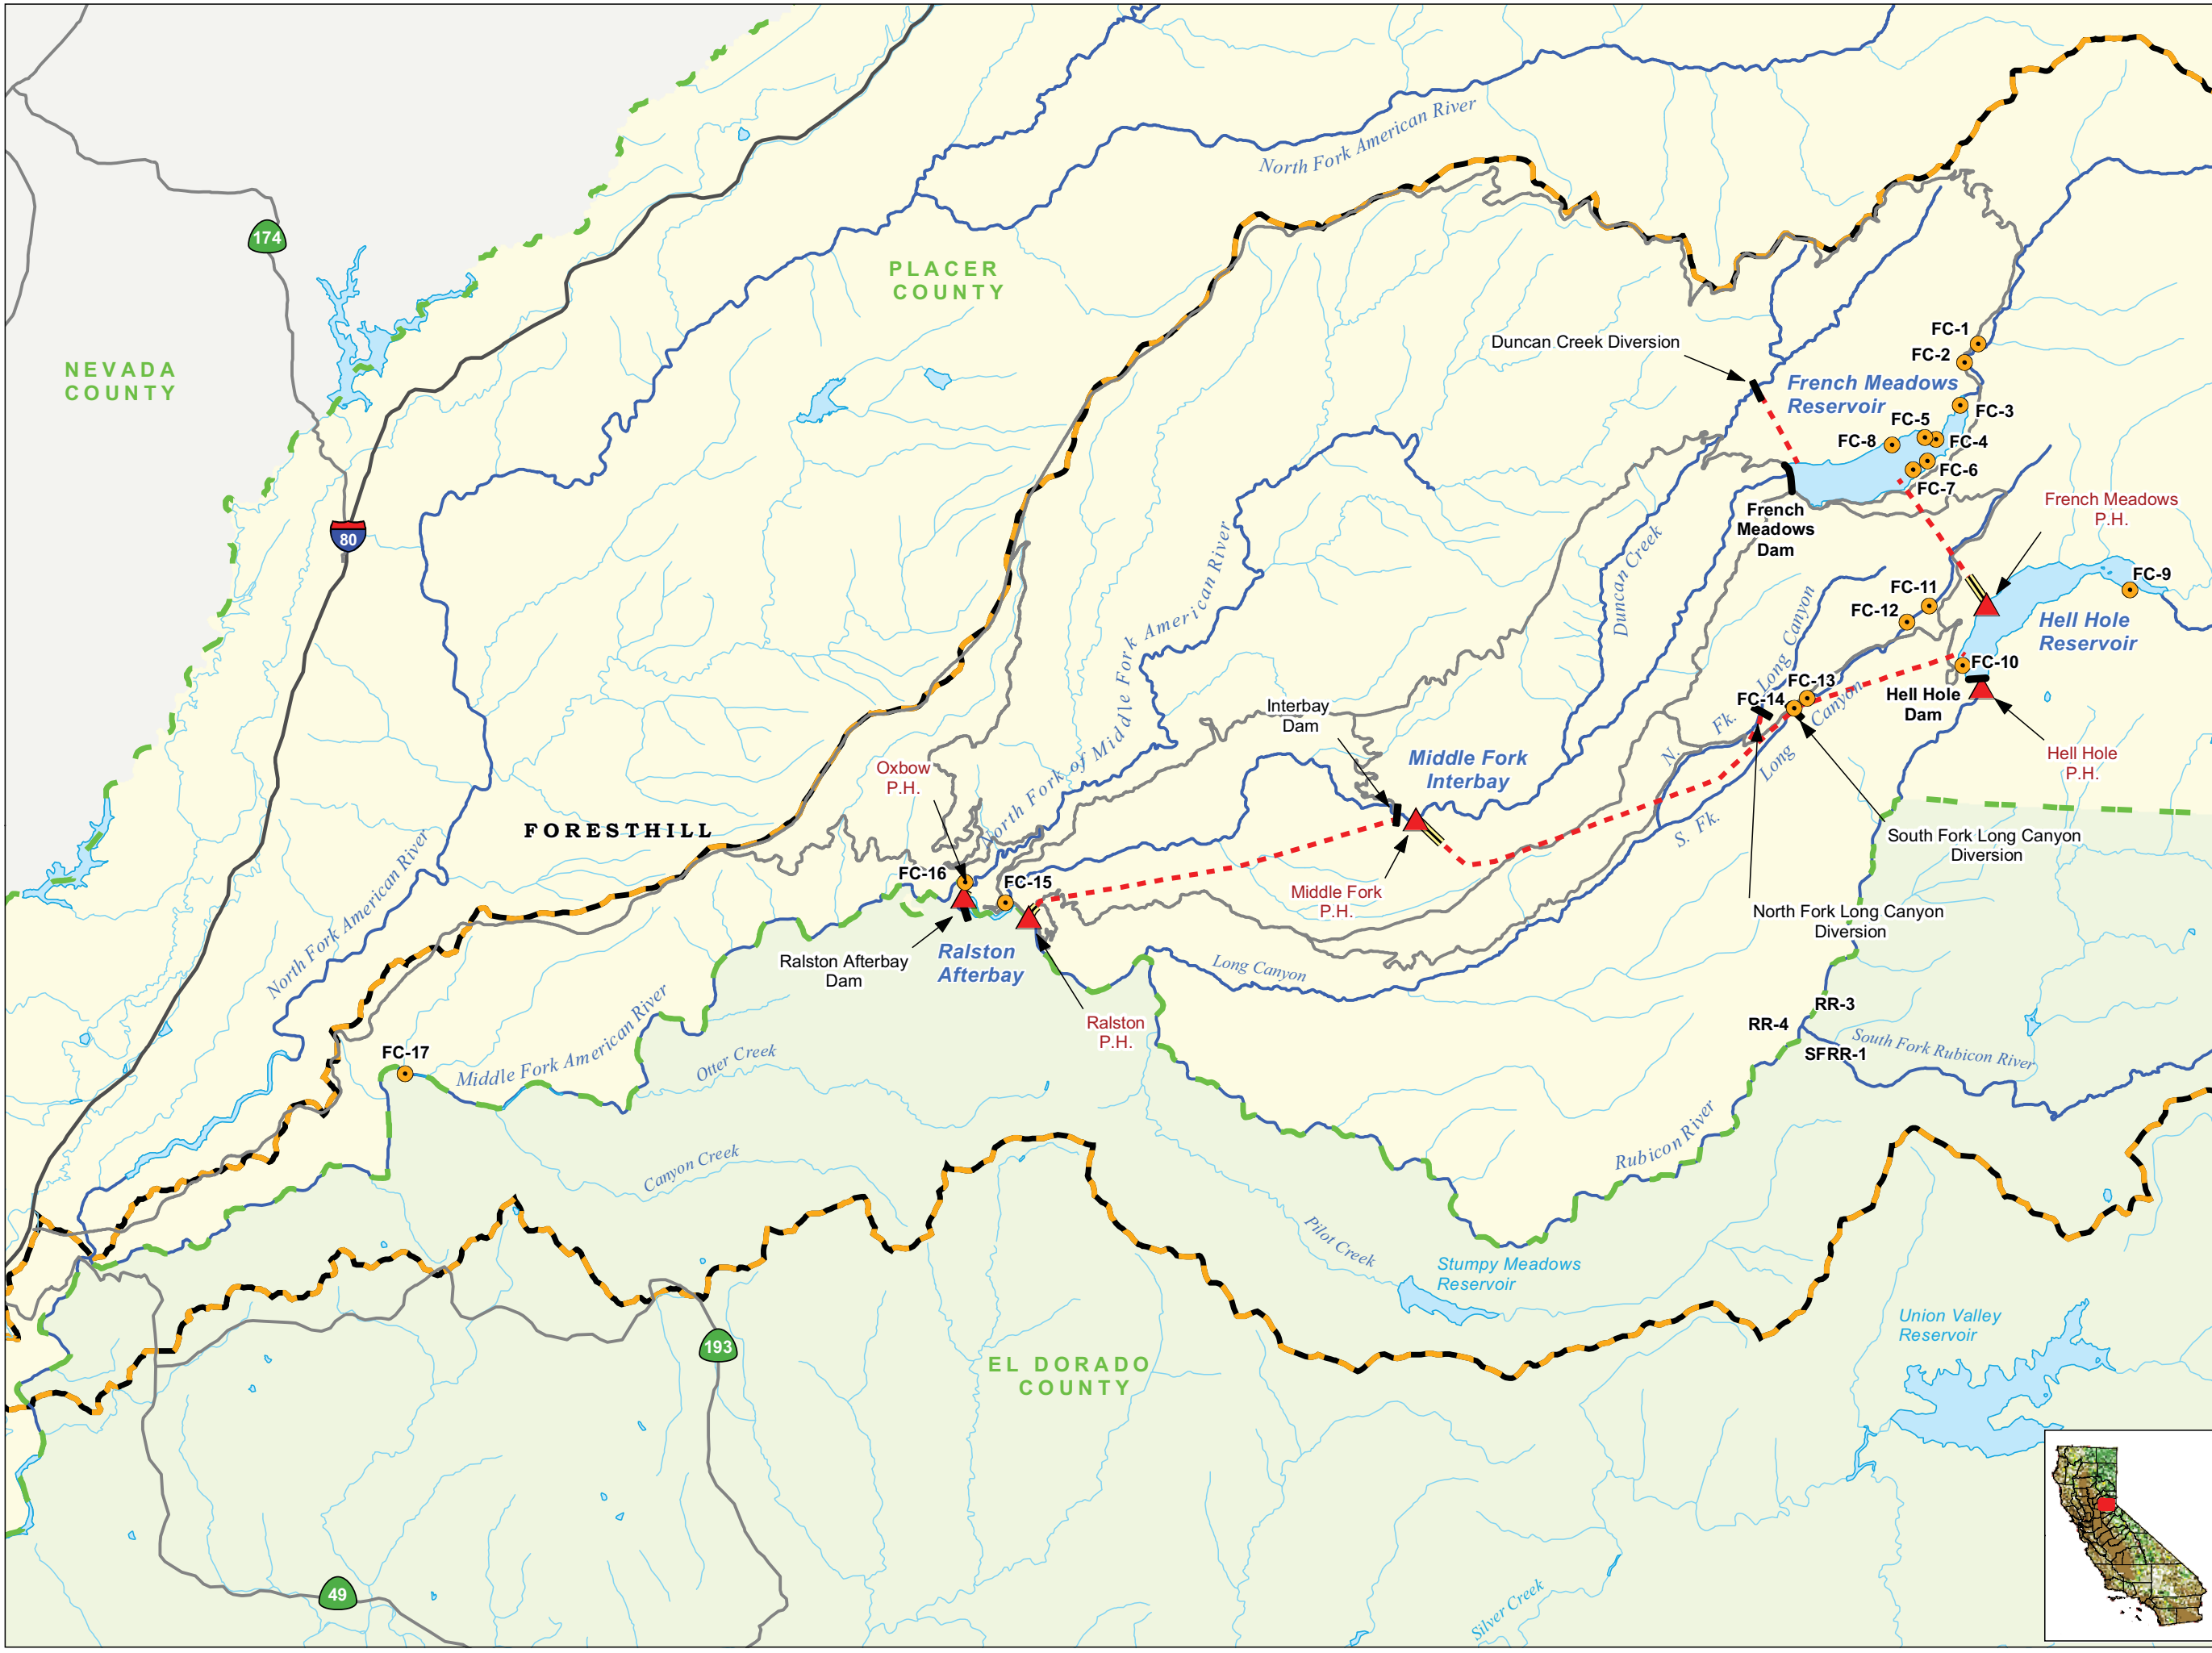 North Fork American River
174
PLACER
COUNTY
FC-1
Duncan Creek Diversion
FC-2
NEVADA
COUNTY
French Meadows
Reservoir
FC-3
FC-5
FC-4
FC-8
FC-6
FC-7
French Meadows
P.H.
French
Meadows
Dam
80
Duncan Creek
FC-9
FC-11
FC-12
Hell Hole
Reservoir
North Fork of Middle Fork American River
N. Fk. Long Canyon
FC-10
FC-13
FC-14
Hell Hole
Dam
Interbay
Dam
S. Fk. Long Canyon
Middle Fork
Interbay
Hell Hole
P.H.
Oxbow
P.H.
FORESTHILL
South Fork Long Canyon
Diversion
FC-16
FC-15
Middle Fork
P.H.
North Fork Long Canyon
Diversion
North Fork American River
Ralston Afterbay
Dam
Ralston
Afterbay
Long Canyon
RR-3
RR-4
Ralston
P.H.
SFRR-1
South Fork Rubicon River
FC-17
Middle Fork American River
Otter Creek
Rubicon River
Canyon Creek
Pilot Creek
Stumpy Meadows
Reservoir
Union Valley
Reservoir
193
EL DORADO
COUNTY
49
Silver Creek